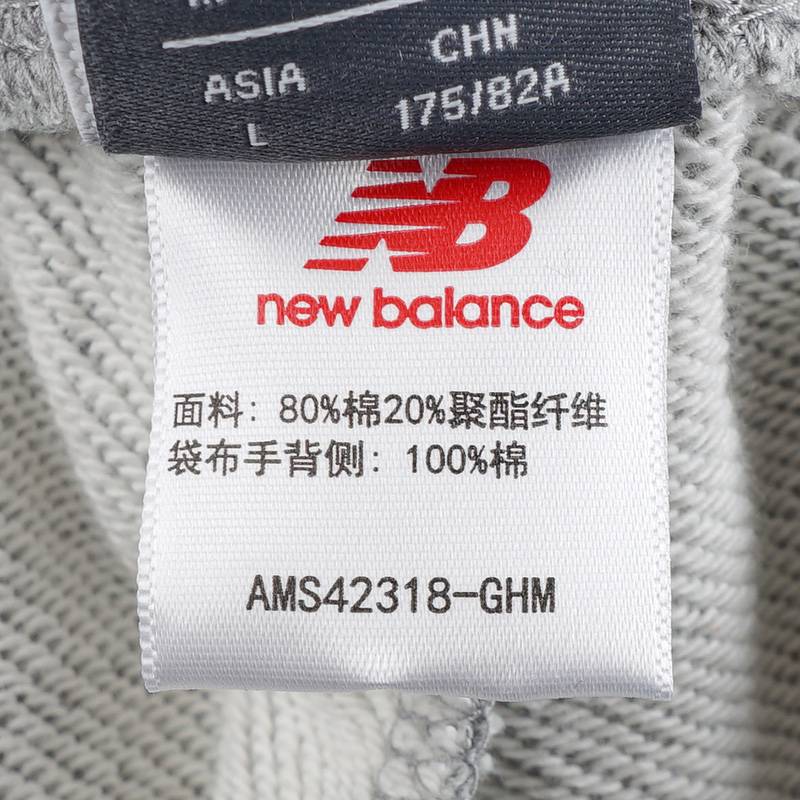 CHN
ASIA
175/82A
L
NB
new balance
面料: 80%棉20%聚酯纤维
袋布手背侧: 100%棉
AMS42318-GHM